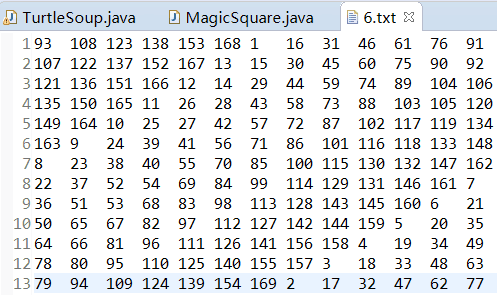 TurtleSoup.java MagicSquare.java 6.txt
1 93 108 123 138 153 168 1 16 31 46 61 76 91
2 107 122 137 152 167 13 15 30 45 60 75 90 92
3 121 136 151 166 12 14 29 44 59 74 89 104 106
4 135 150 165 11 26 28 43 58 73 88 103 105 120
5 149 164 10 25 27 42 57 72 87 102 117 119 134
6 163 9 24 39 41 56 71 86 101 116 118 133 148
7 8 23 38 40 55 70 85 100 115 130 132 147 162
8 22 37 52 54 69 84 99 114 129 131 146 161 7
9 36 51 53 68 83 98 113 128 143 145 160 6 21
10 50 65 67 82 97 112 127 142 144 159 5 20 35
11 64 66 81 96 111 126 141 156 158 4 19 34 49
12 78 80 95 110 125 140 155 157 3 18 33 48 63
13 79 94 109 124 139 154 169 2 17 32 47 62 77